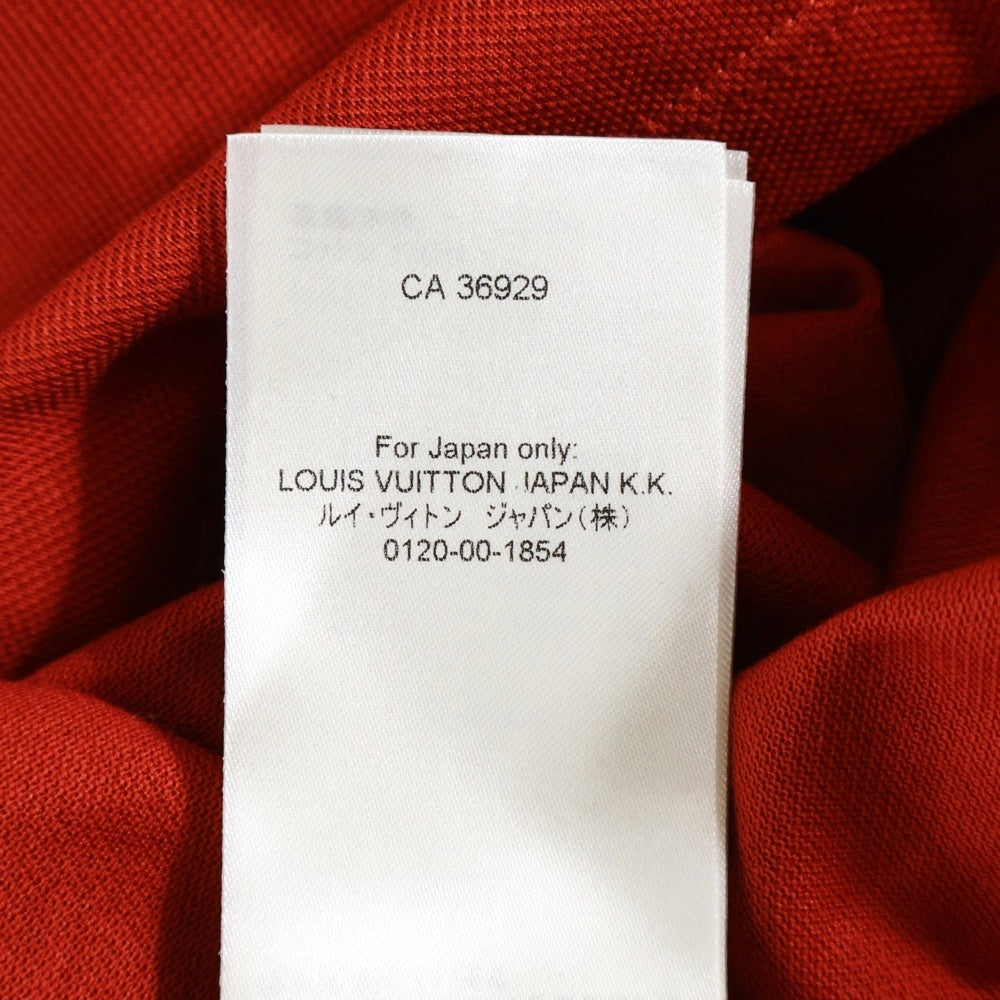 CA 36929
For Japan only:
LOUIS VUITTON JAPAN K.K.
ルイ・ヴィトン ジャパン(株)
0120-00-1854